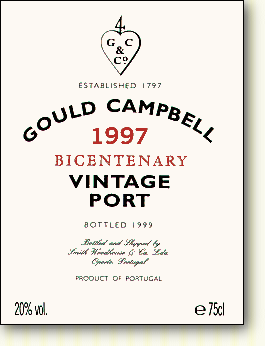 4
G C
&
Cº
ESTABLISHED 1797
GOULD CAMPBELL
1997
BICENTENARY
VINTAGE
PORT
BOTTLED 1999
Bottled and Shipped by
Smith Woodhouse & Ca. Lda.
Oporto, Portugal
PRODUCT OF PORTUGAL
20% vol. ℮ 75cl